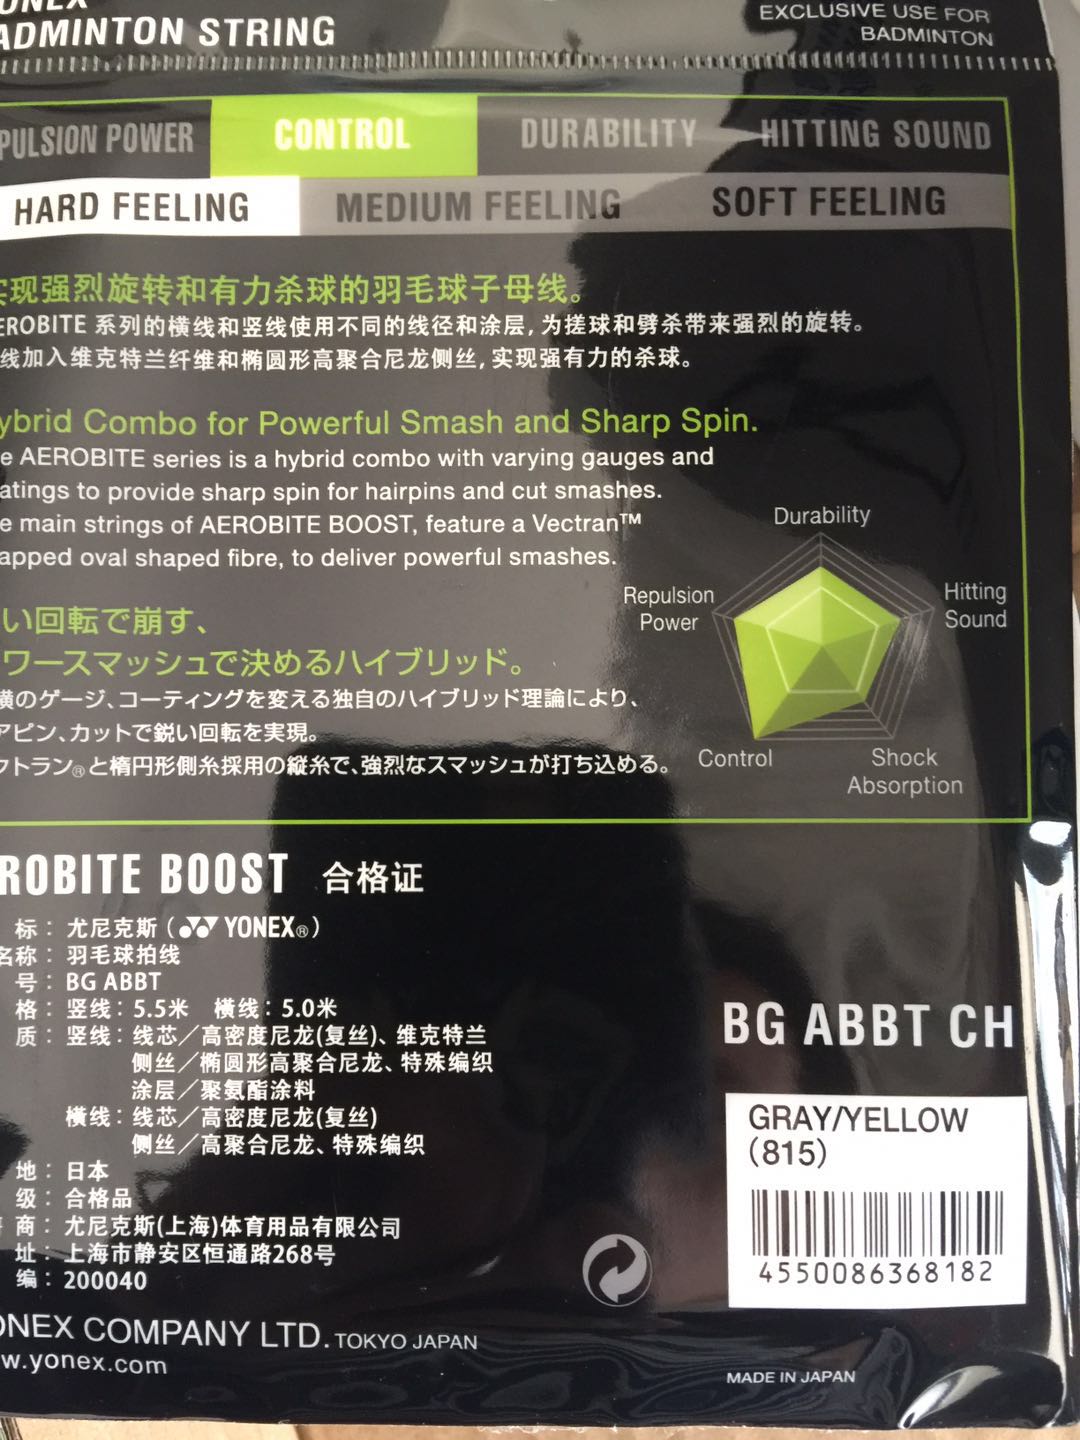 YONEX
BADMINTON STRING
EXCLUSIVE USE FOR
BADMINTON
PULSION POWER CONTROL DURABILITY HITTING SOUND
HARD FEELING MEDIUM FEELING SOFT FEELING
实现强烈旋转和有力杀球的羽毛球子母线。
EROBITE 系列的横线和竖线使用不同的线径和涂层,为搓球和劈杀带来强烈的旋转。
线加入维克特兰纤维和椭圆形高聚合尼龙侧丝,实现强有力的杀球。
ybrid Combo for Powerful Smash and Sharp Spin.
e AEROBITE series is a hybrid combo with varying gauges and
atings to provide sharp spin for hairpins and cut smashes.
e main strings of AEROBITE BOOST, feature a Vectran™
apped oval shaped fibre, to deliver powerful smashes.
い回転で崩す、
ワースマッシュで決めるハイブリッド。
横のゲージ、コーティングを変える独自のハイブリッド理論により、
アピン、カットで鋭い回転を実現。
クトラン®と楕円形側糸採用の縦糸で、強烈なスマッシュが打ち込める。
Durability
Repulsion
Power
Hitting
Sound
Control
Shock
Absorption
ROBITE BOOST 合格证
标：尤尼克斯（YONEX®）
名称：羽毛球拍线
号：BG ABBT
格：竖线：5.5米 横线：5.0米
质：竖线：线芯／高密度尼龙(复丝)、维克特兰
侧丝／椭圆形高聚合尼龙、特殊编织
涂层／聚氨酯涂料
横线：线芯／高密度尼龙(复丝)
侧丝／高聚合尼龙、特殊编织
地：日本
级：合格品
商：尤尼克斯(上海)体育用品有限公司
址：上海市静安区恒通路268号
编：200040
BG ABBT CH
GRAY/YELLOW
(815)
4550086368182
ONEX COMPANY LTD. TOKYO JAPAN
w.yonex.com
MADE IN JAPAN